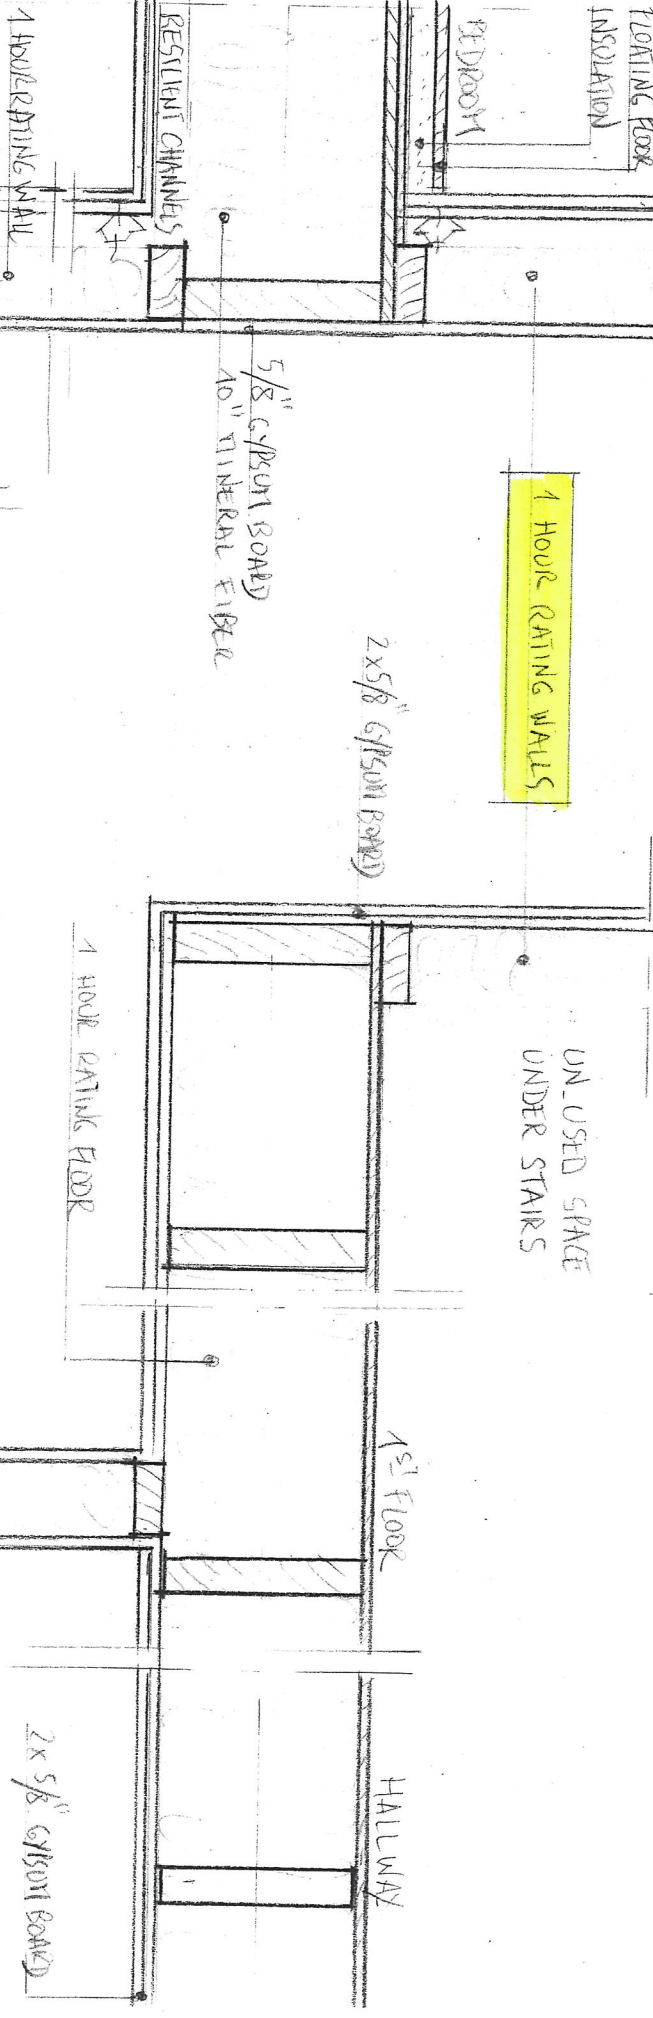 FLOATING FLOOR
INSULATION
BEDROOM
RESILIENT CHANNELS
1 HOUR RATING WALL
1 HOUR RATING WALLS
5/8" GYPSUM BOARD
10" MINERAL FIBER
2x5/8" GYPSUM BOARD
UN_USED SPACE
UNDER STAIRS
1 HOUR RATING FLOOR
1ST FLOOR
HALLWAY
2x 5/8" GYPSUM BOARD